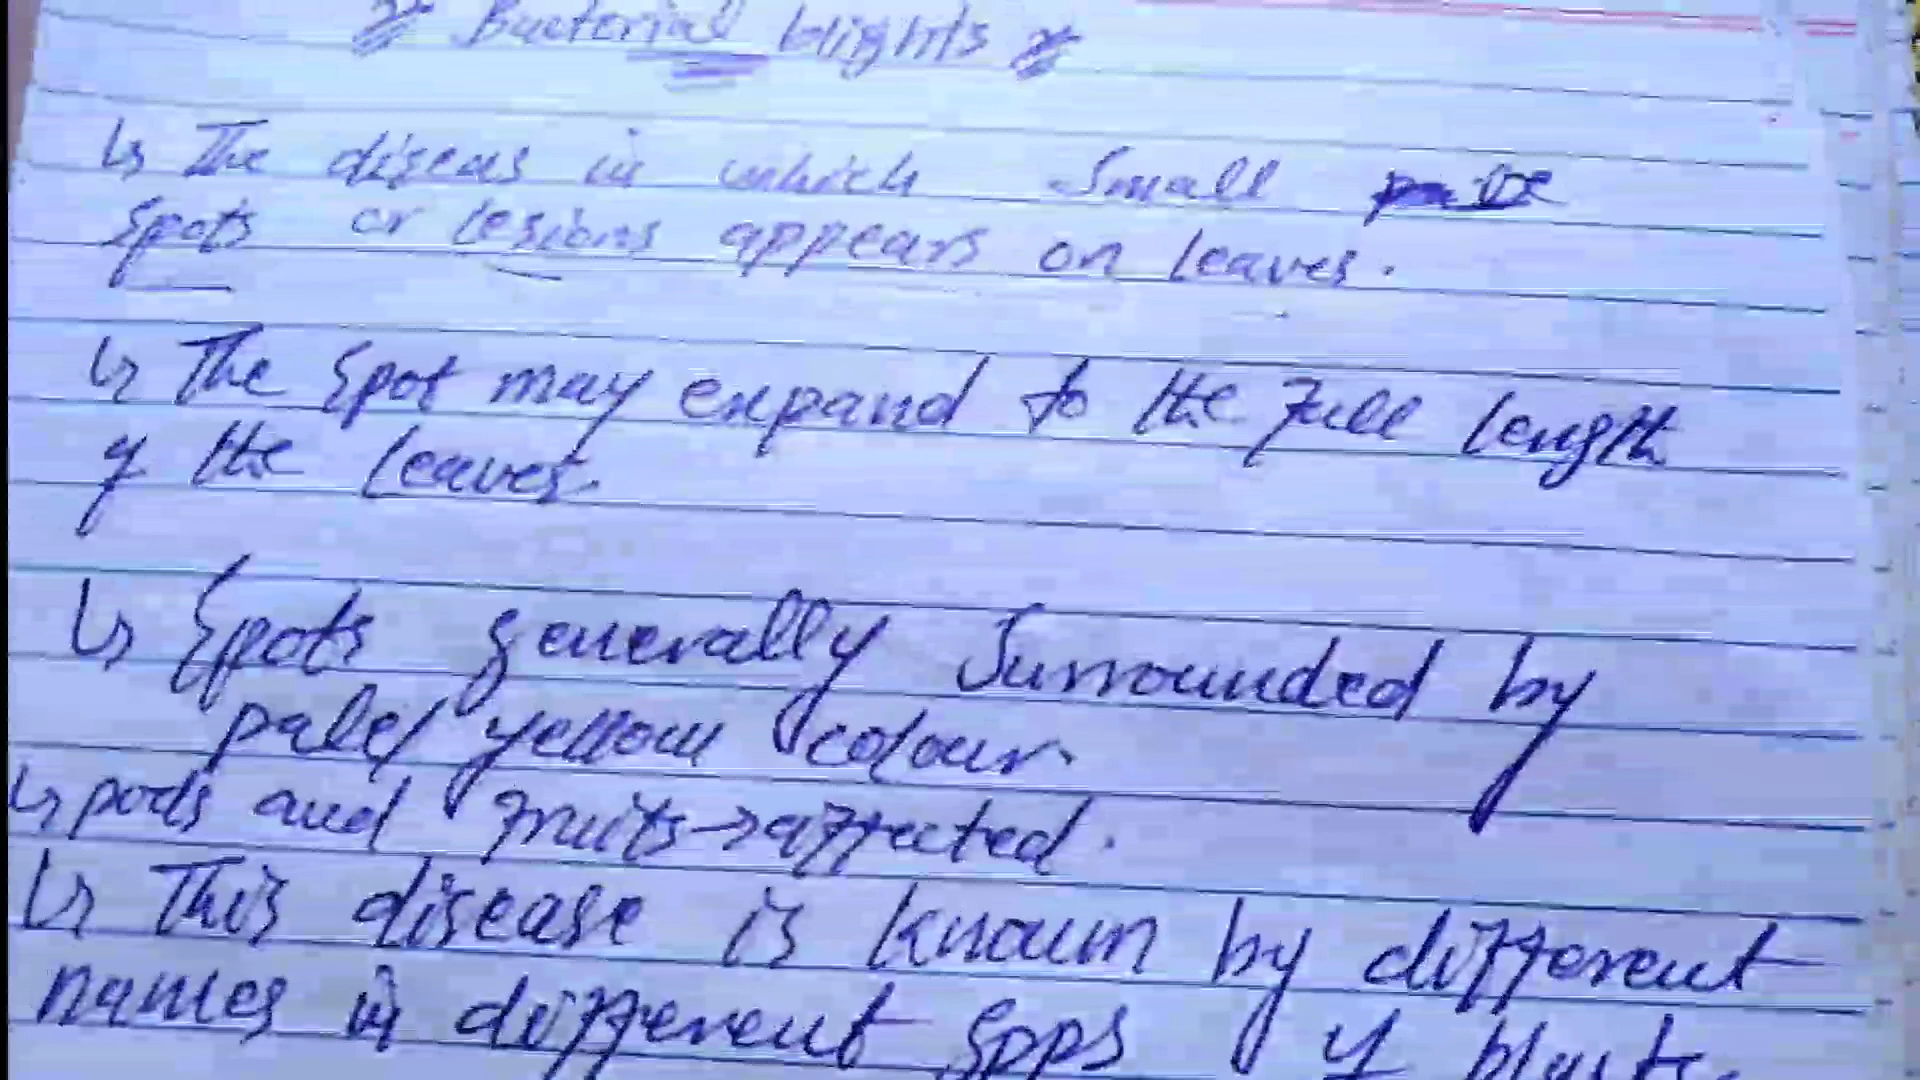 Bacterial blights
↳ The diseas in which Small
Spots or lesions appears on leaves.
↳ The Spot may expand to the full length
of the leaves.
↳ Spots generally Surrounded by
pale yellow colour
↳ pods and fruits → affected.
↳ This disease is known by different
names in different Spps of plants.